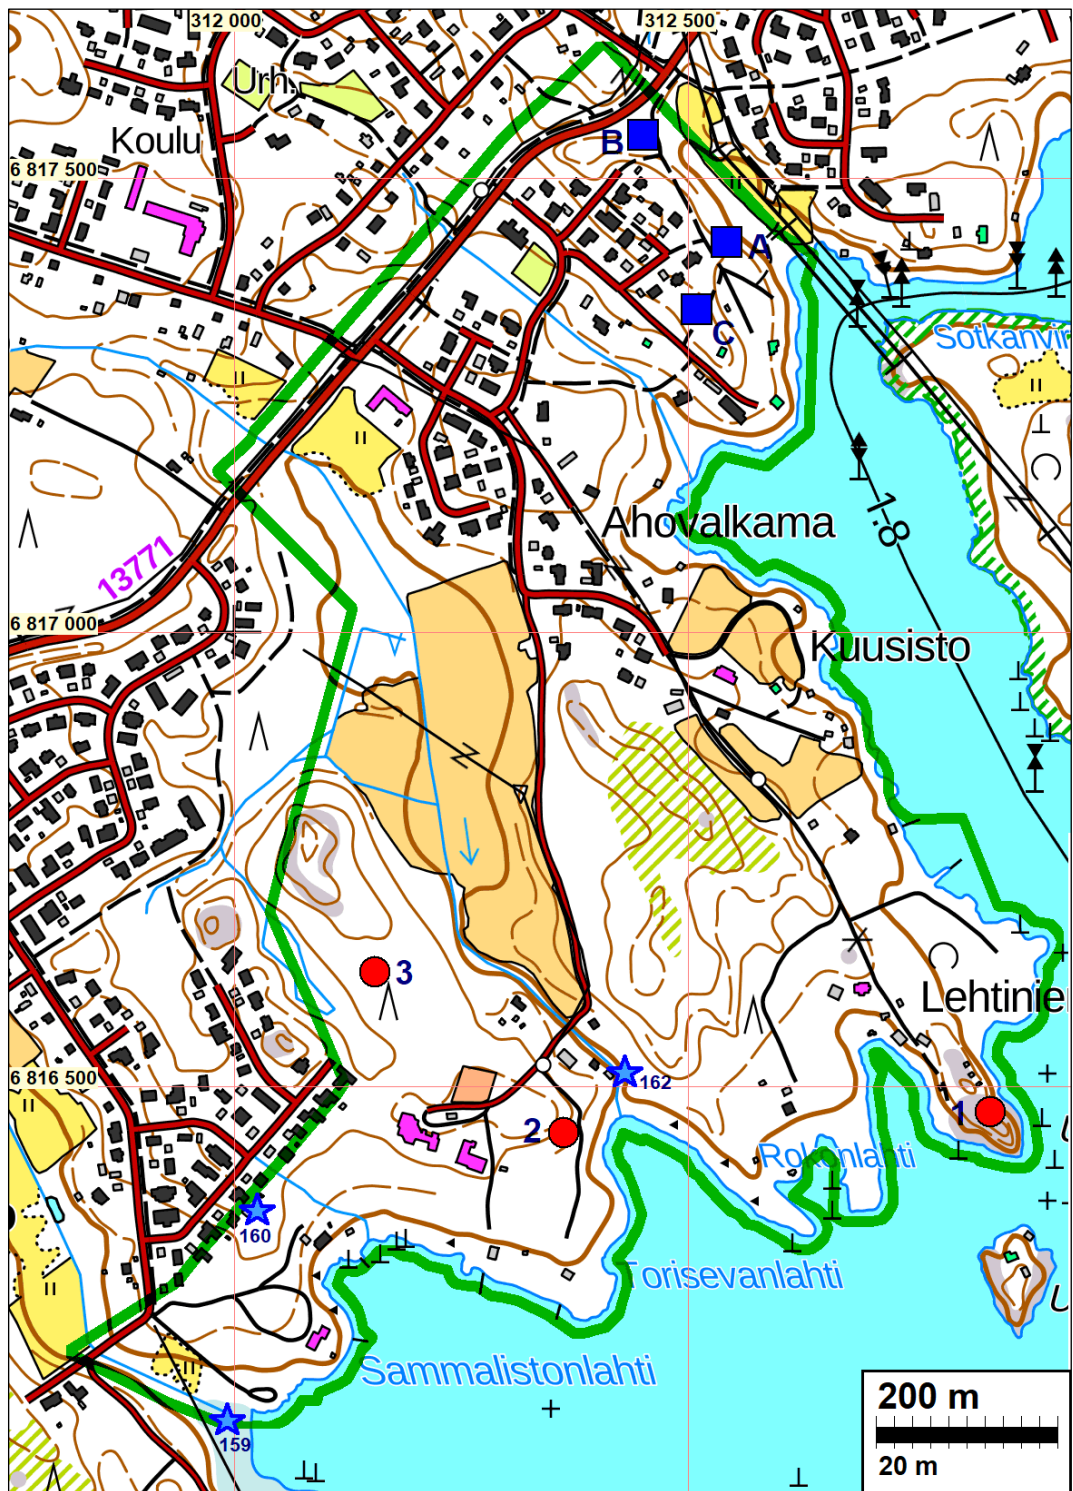 312 000
312 500
Urh.
Koulu
B
6 817 500
A
C
Sotkanvir
1.8
Ahovalkama
13771
6 817 000
Kuusisto
3
Lehtinie
6 816 500
162
1
2
Rokonlahti
160
Torisevanlahti
Sammalistonlahti
159
200 m
20 m